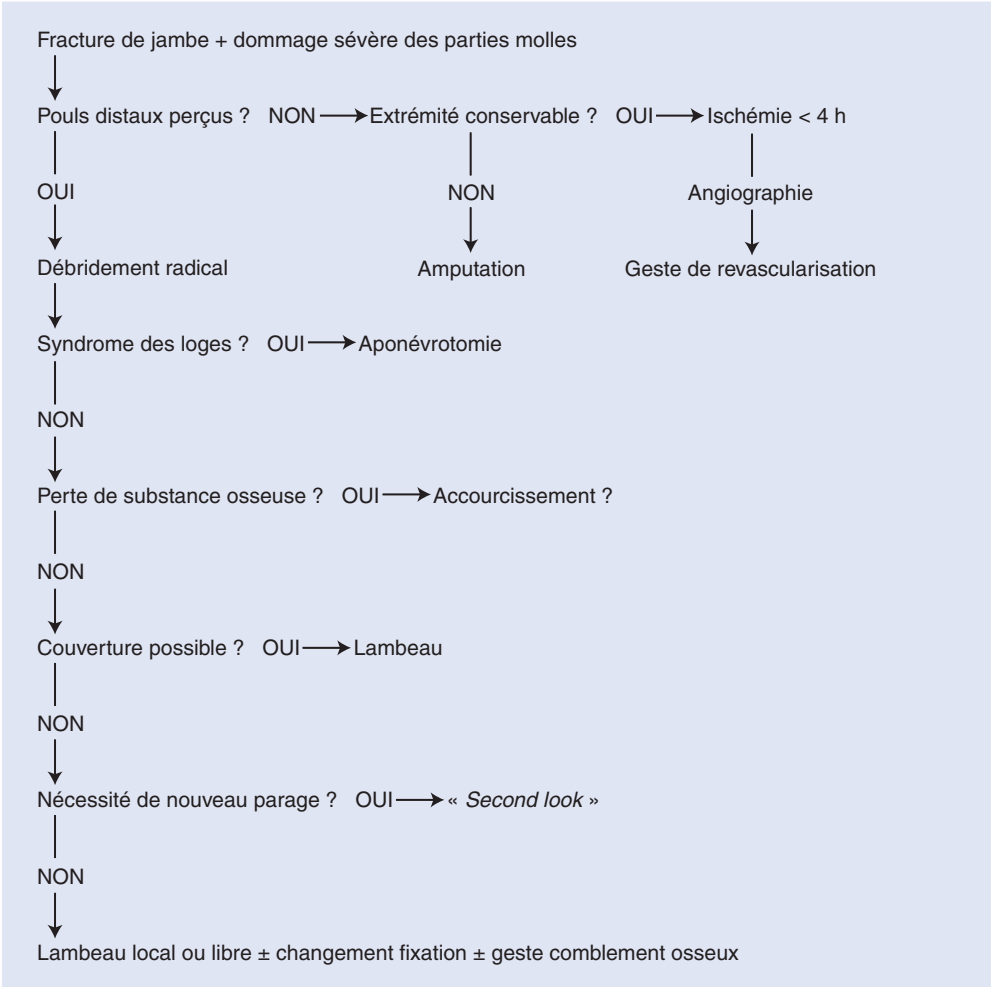 Fracture de jambe + dommage sévère des parties molles
Pouls distaux perçus ? NON Extrémité conservable ? OUI Ischémie < 4 h
OUI NON Angiographie
Débridement radical Amputation Geste de revascularisation
Syndrome des loges ? OUI Aponévrotomie
NON
Perte de substance osseuse ? OUI Accourcissement ?
NON
Couverture possible ? OUI Lambeau
NON
Nécessité de nouveau parage ? OUI « Second look »
NON
Lambeau local ou libre ± changement fixation ± geste comblement osseux